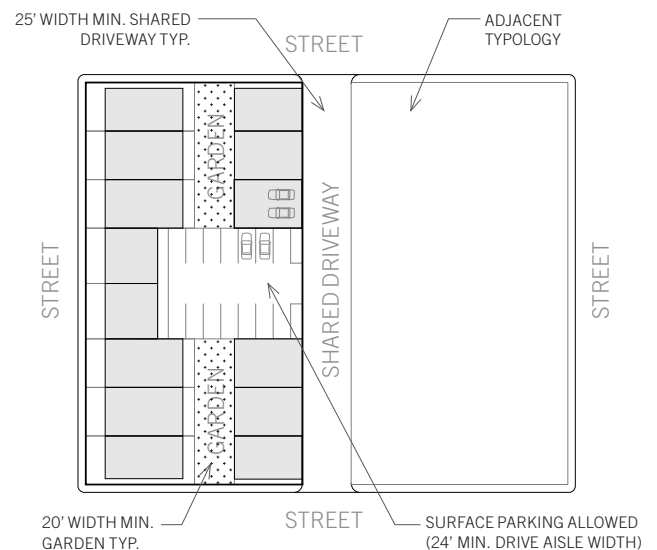 25' WIDTH MIN. SHARED
DRIVEWAY TYP.
STREET
ADJACENT
TYPOLOGY
GARDEN
STREET
SHARED DRIVEWAY
STREET
GARDEN
20' WIDTH MIN.
GARDEN TYP.
STREET
SURFACE PARKING ALLOWED
(24' MIN. DRIVE AISLE WIDTH)